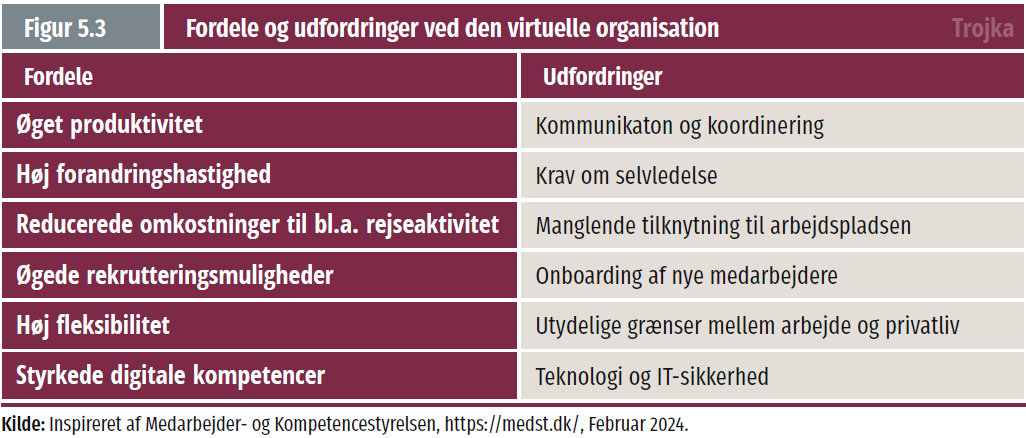 Figur 5.3 Fordele og udfordringer ved den virtuelle organisation Trojka
Fordele Udfordringer
Øget produktivitet Kommunikaton og koordinering
Høj forandringshastighed Krav om selvledelse
Reducerede omkostninger til bl.a. rejseaktivitet Manglende tilknytning til arbejdspladsen
Øgede rekrutteringsmuligheder Onboarding af nye medarbejdere
Høj fleksibilitet Utydelige grænser mellem arbejde og privatliv
Styrkede digitale kompetencer Teknologi og IT-sikkerhed
Kilde: Inspireret af Medarbejder- og Kompetencestyrelsen, https://medst.dk/, Februar 2024.